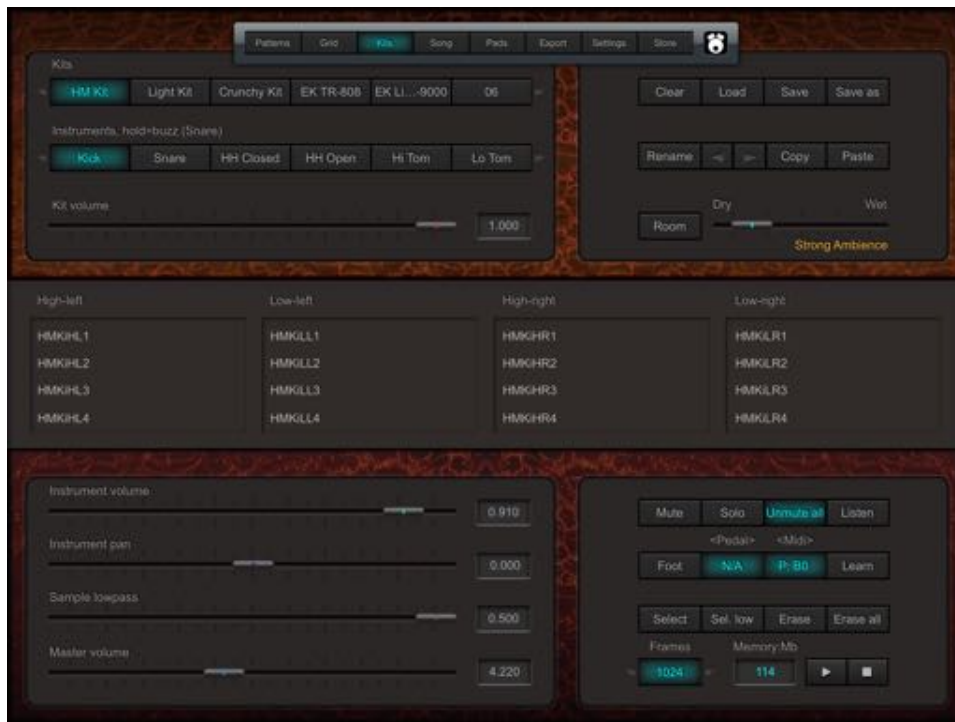 Patterns Grid Kits Song Pads Export Settings Store
Kits
HM Kit Light Kit Crunchy Kit EK TR-808 EK LI...-9000 06
Instruments, hold=buzz (Snare)
Kick Snare HH Closed HH Open Hi Tom Lo Tom
Kit volume
1.000
Clear Load Save Save as
Rename Copy Paste
Dry Wet
Room
Strong Ambience
High-left Low-left High-right Low-right
HMKiHL1 HMKiLL1 HMKiHR1 HMKiLR1
HMKiHL2 HMKiLL2 HMKiHR2 HMKiLR2
HMKiHL3 HMKiLL3 HMKiHR3 HMKiLR3
HMKiHL4 HMKiLL4 HMKiHR4 HMKiLR4
Instrument volume
0.910
Instrument pan
0.000
Sample lowpass
0.500
Master volume
4.220
Mute Solo Unmute all Listen
<Pedal> <Midi>
Foot N/A P: B0 Learn
Select Sel. low Erase Erase all
Frames Memory:Mb
1024 114